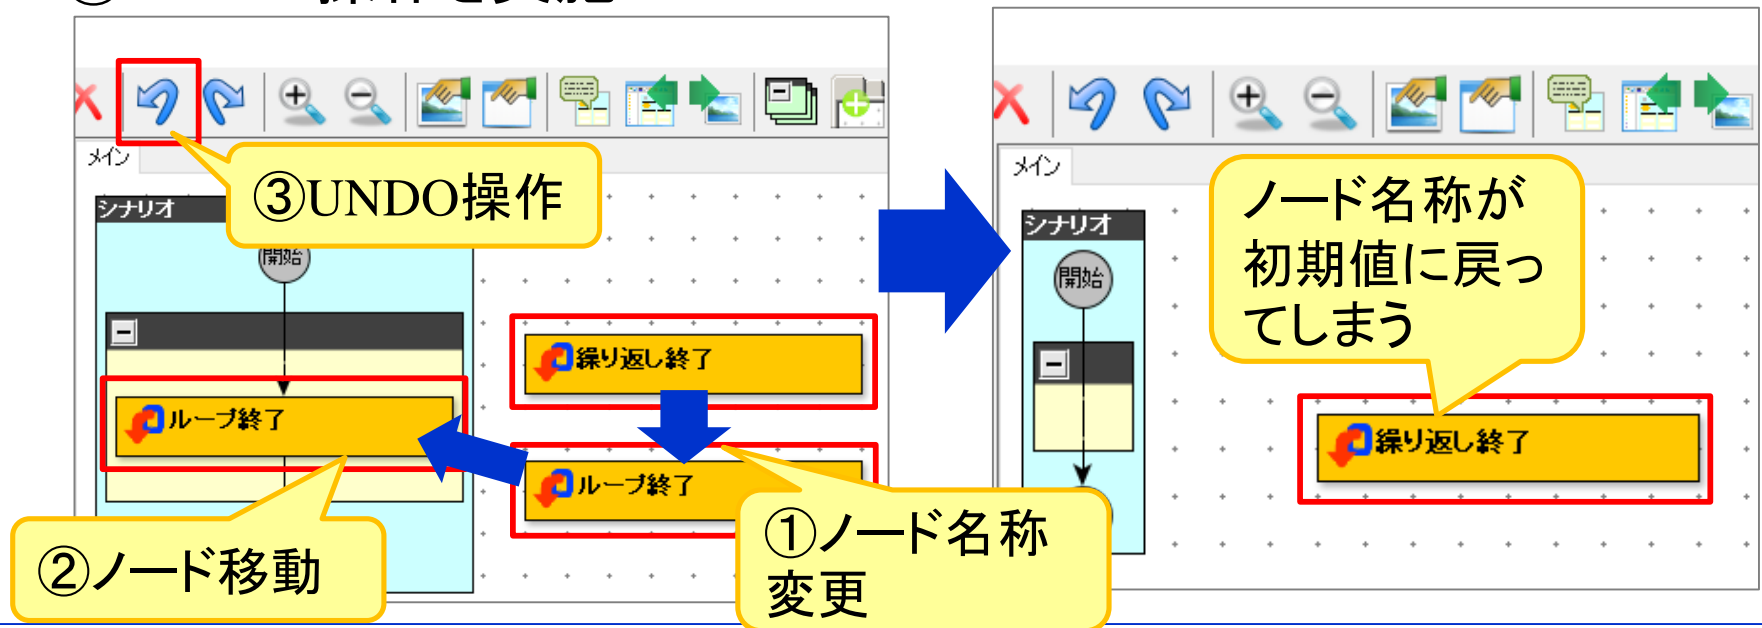 メイン
③UNDO操作
シナリオ
開始
繰り返し終了
ループ終了
ループ終了
①ノード名称
変更
②ノード移動
メイン
シナリオ
開始
ノード名称が
初期値に戻っ
てしまう
繰り返し終了